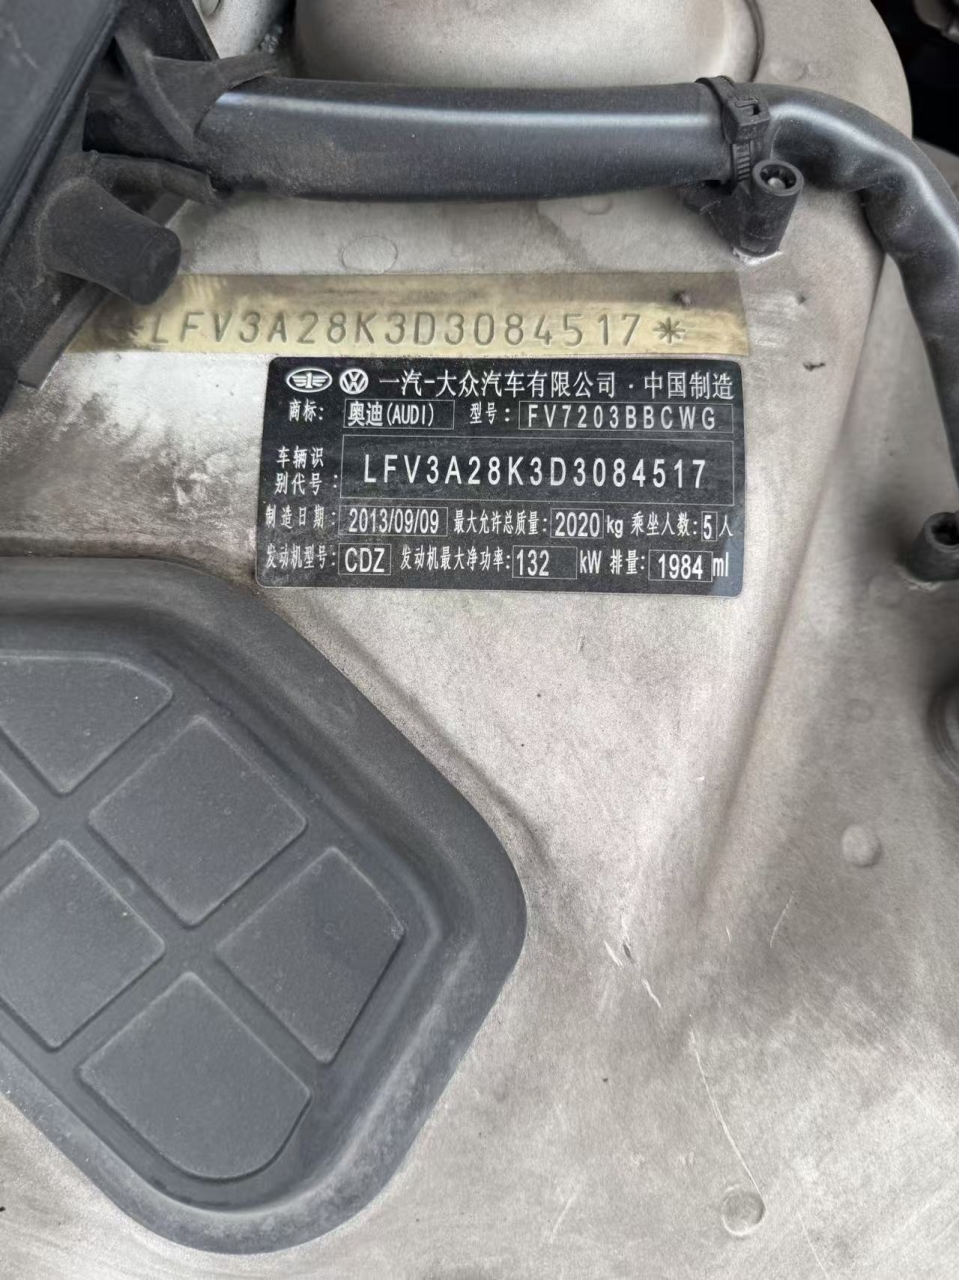 *LFV3A28K3D3084517*
一汽-大众汽车有限公司·中国制造
商标: 奥迪(AUDI) 型号: FV7203BBCWG
车辆识
别代号: LFV3A28K3D3084517
制造日期: 2013/09/09 最大允许总质量: 2020 kg 乘坐人数: 5 人
发动机型号: CDZ 发动机最大净功率: 132 kW 排量: 1984 ml